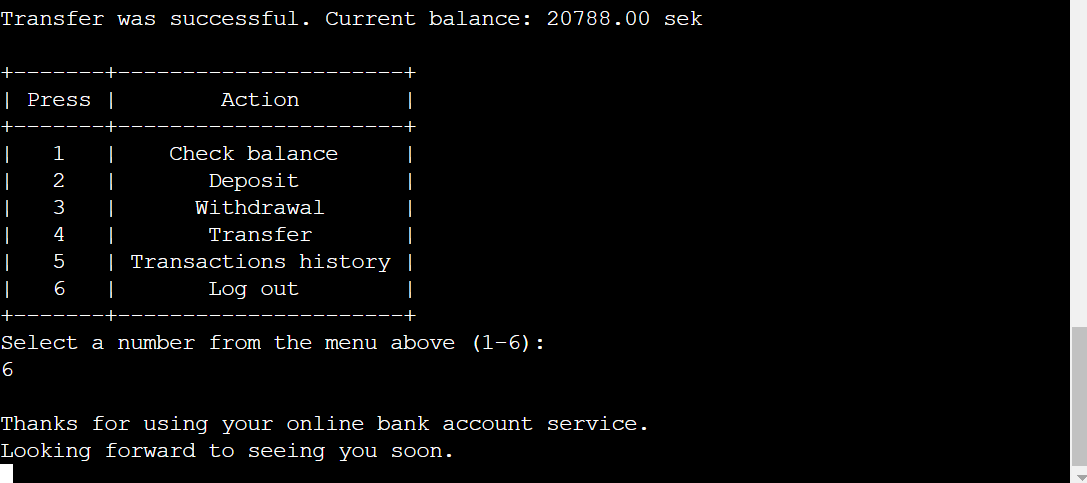 Transfer was successful. Current balance: 20788.00 sek
+-------+----------------------+
| Press |        Action        |
+-------+----------------------+
|   1   |    Check balance     |
|   2   |       Deposit        |
|   3   |      Withdrawal      |
|   4   |       Transfer       |
|   5   | Transactions history |
|   6   |       Log out        |
+-------+----------------------+
Select a number from the menu above (1-6):
6
Thanks for using your online bank account service.
Looking forward to seeing you soon.